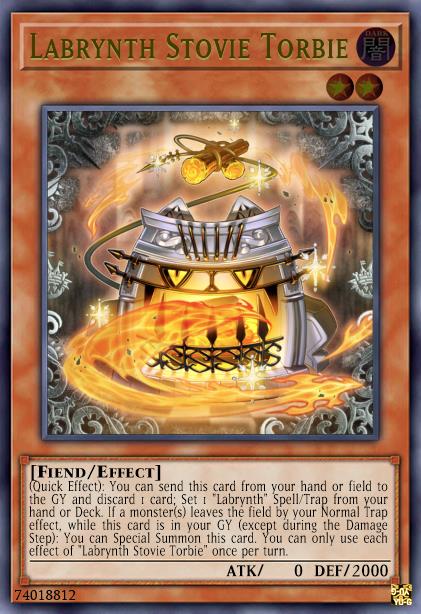 LABRYNTH STOVIE TORBIE
DARK
闇
[FIEND/EFFECT]
(Quick Effect): You can send this card from your hand or field to
the GY and discard 1 card; Set 1 "Labrynth" Spell/Trap from your
hand or Deck. If a monster(s) leaves the field by your Normal Trap
effect, while this card is in your GY (except during the Damage
Step): You can Special Summon this card. You can only use each
effect of "Labrynth Stovie Torbie" once per turn.
ATK/ 0 DEF/2000
74018812